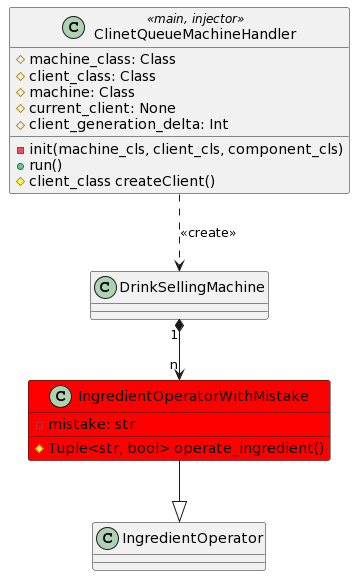 «main, injector»
C ClinetQueueMachineHandler
machine_class: Class
client_class: Class
machine: Class
current_client: None
client_generation_delta: Int
init(machine_cls, client_cls, component_cls)
run()
client_class createClient()
«create»
C DrinkSellingMachine
1
n
C IngredientOperatorWithMistake
mistake: str
Tuple<str, bool> operate_ingredient()
C IngredientOperator